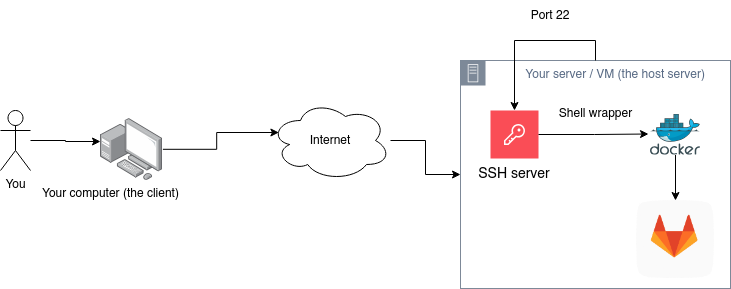 Port 22
Your server / VM (the host server)
Shell wrapper
Internet
docker
SSH server
You
Your computer (the client)